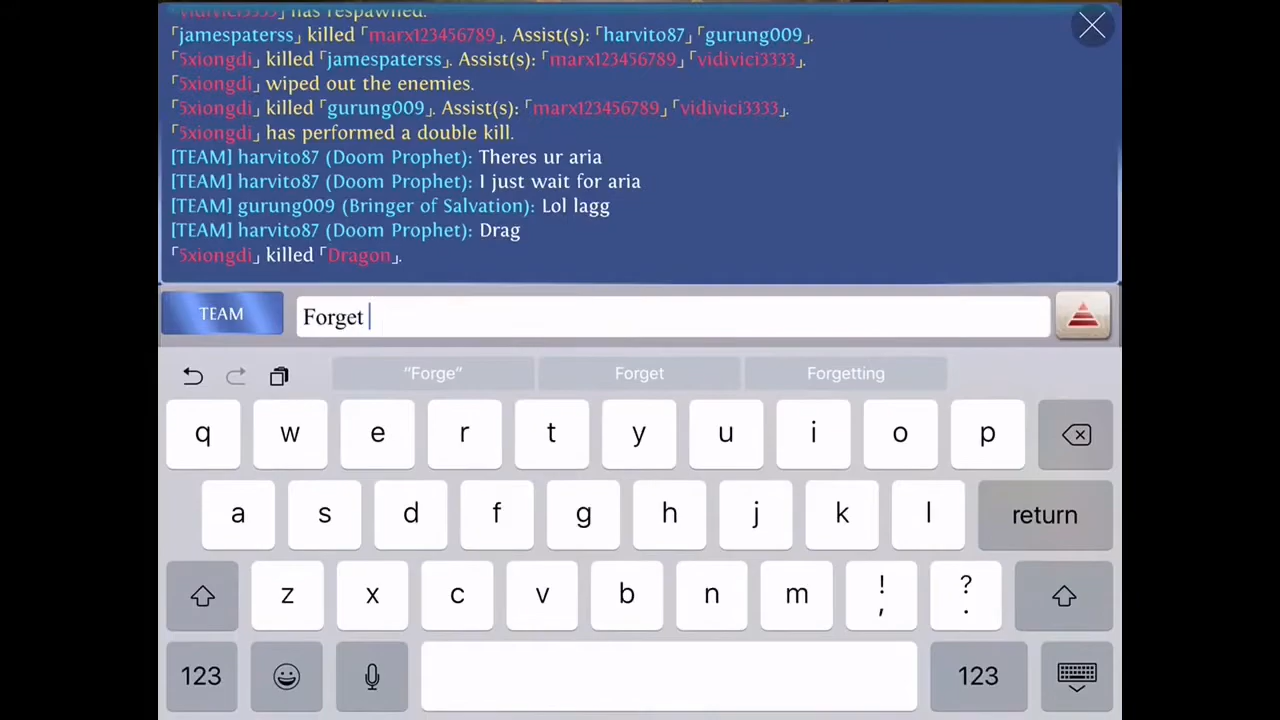 「vidivici3333」 has respawned.
「jamespaterss」 killed 「marx123456789」. Assist(s): 「harvito87」「gurung009」.
「5xiongdi」 killed 「jamespaterss」. Assist(s): 「marx123456789」「vidivici3333」.
「5xiongdi」 wiped out the enemies.
「5xiongdi」 killed 「gurung009」. Assist(s): 「marx123456789」「vidivici3333」.
「5xiongdi」 has performed a double kill.
[TEAM] harvito87 (Doom Prophet): Theres ur aria
[TEAM] harvito87 (Doom Prophet): I just wait for aria
[TEAM] gurung009 (Bringer of Salvation): Lol lagg
[TEAM] harvito87 (Doom Prophet): Drag
「5xiongdi」 killed 「Dragon」.
TEAM Forget
"Forge" Forget Forgetting
q w e r t y u i o p
a s d f g h j k l return
z x c v b n m ! , ? .
123 123